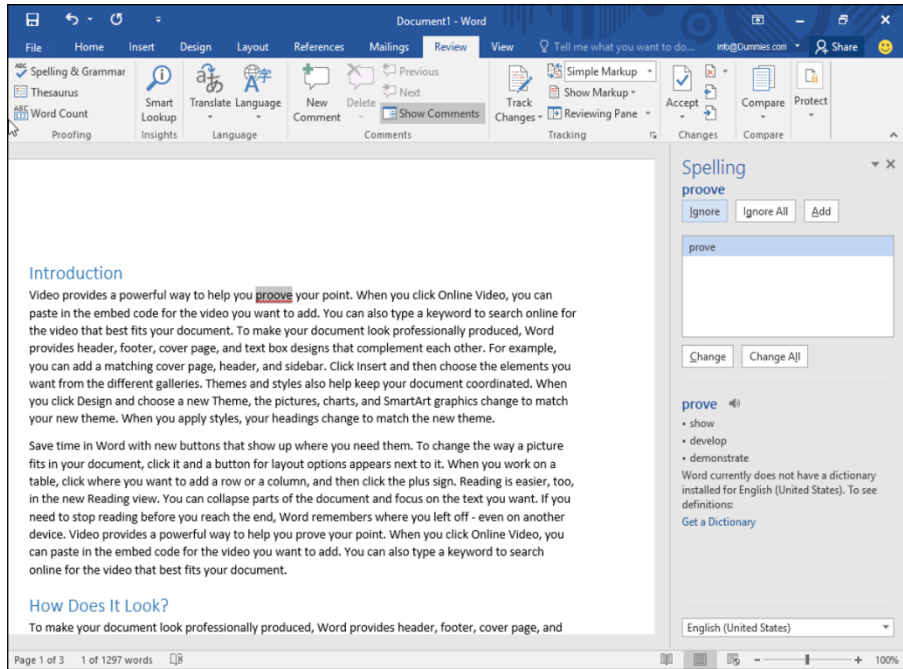 Document1 - Word
File Home Insert Design Layout References Mailings Review View Tell me what you want to do... info@Dummies.com Share
ABC Spelling & Grammar
Thesaurus
ABC 123 Word Count
Proofing
Smart
Lookup
Insights
Translate Language
Language
New
Comment
Delete
Previous
Next
Show Comments
Comments
Track
Changes
Simple Markup
Show Markup
Reviewing Pane
Tracking
Accept
Changes
Compare
Compare
Protect
Introduction
Video provides a powerful way to help you proove your point. When you click Online Video, you can
paste in the embed code for the video you want to add. You can also type a keyword to search online for
the video that best fits your document. To make your document look professionally produced, Word
provides header, footer, cover page, and text box designs that complement each other. For example,
you can add a matching cover page, header, and sidebar. Click Insert and then choose the elements you
want from the different galleries. Themes and styles also help keep your document coordinated. When
you click Design and choose a new Theme, the pictures, charts, and SmartArt graphics change to match
your new theme. When you apply styles, your headings change to match the new theme.
Save time in Word with new buttons that show up where you need them. To change the way a picture
fits in your document, click it and a button for layout options appears next to it. When you work on a
table, click where you want to add a row or a column, and then click the plus sign. Reading is easier, too,
in the new Reading view. You can collapse parts of the document and focus on the text you want. If you
need to stop reading before you reach the end, Word remembers where you left off - even on another
device. Video provides a powerful way to help you prove your point. When you click Online Video, you
can paste in the embed code for the video you want to add. You can also type a keyword to search
online for the video that best fits your document.
How Does It Look?
To make your document look professionally produced, Word provides header, footer, cover page, and
Spelling
proove
Ignore Ignore All Add
prove
Change Change All
prove
• show
• develop
• demonstrate
Word currently does not have a dictionary
installed for English (United States). To see
definitions:
Get a Dictionary
English (United States)
Page 1 of 3 1 of 1297 words 100%